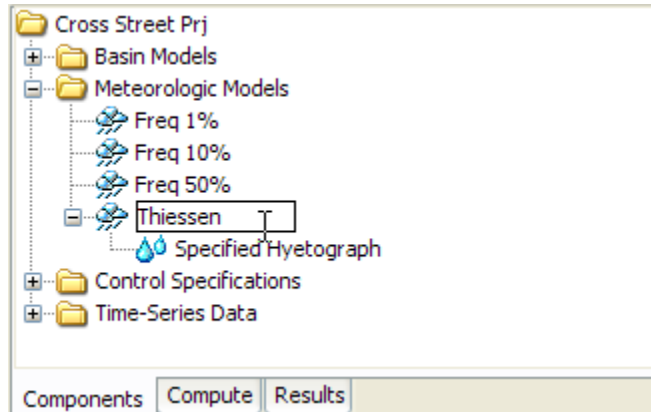 Cross Street Prj
Basin Models
Meteorologic Models
Freq 1%
Freq 10%
Freq 50%
Thiessen
Specified Hyetograph
Control Specifications
Time-Series Data
Components Compute Results